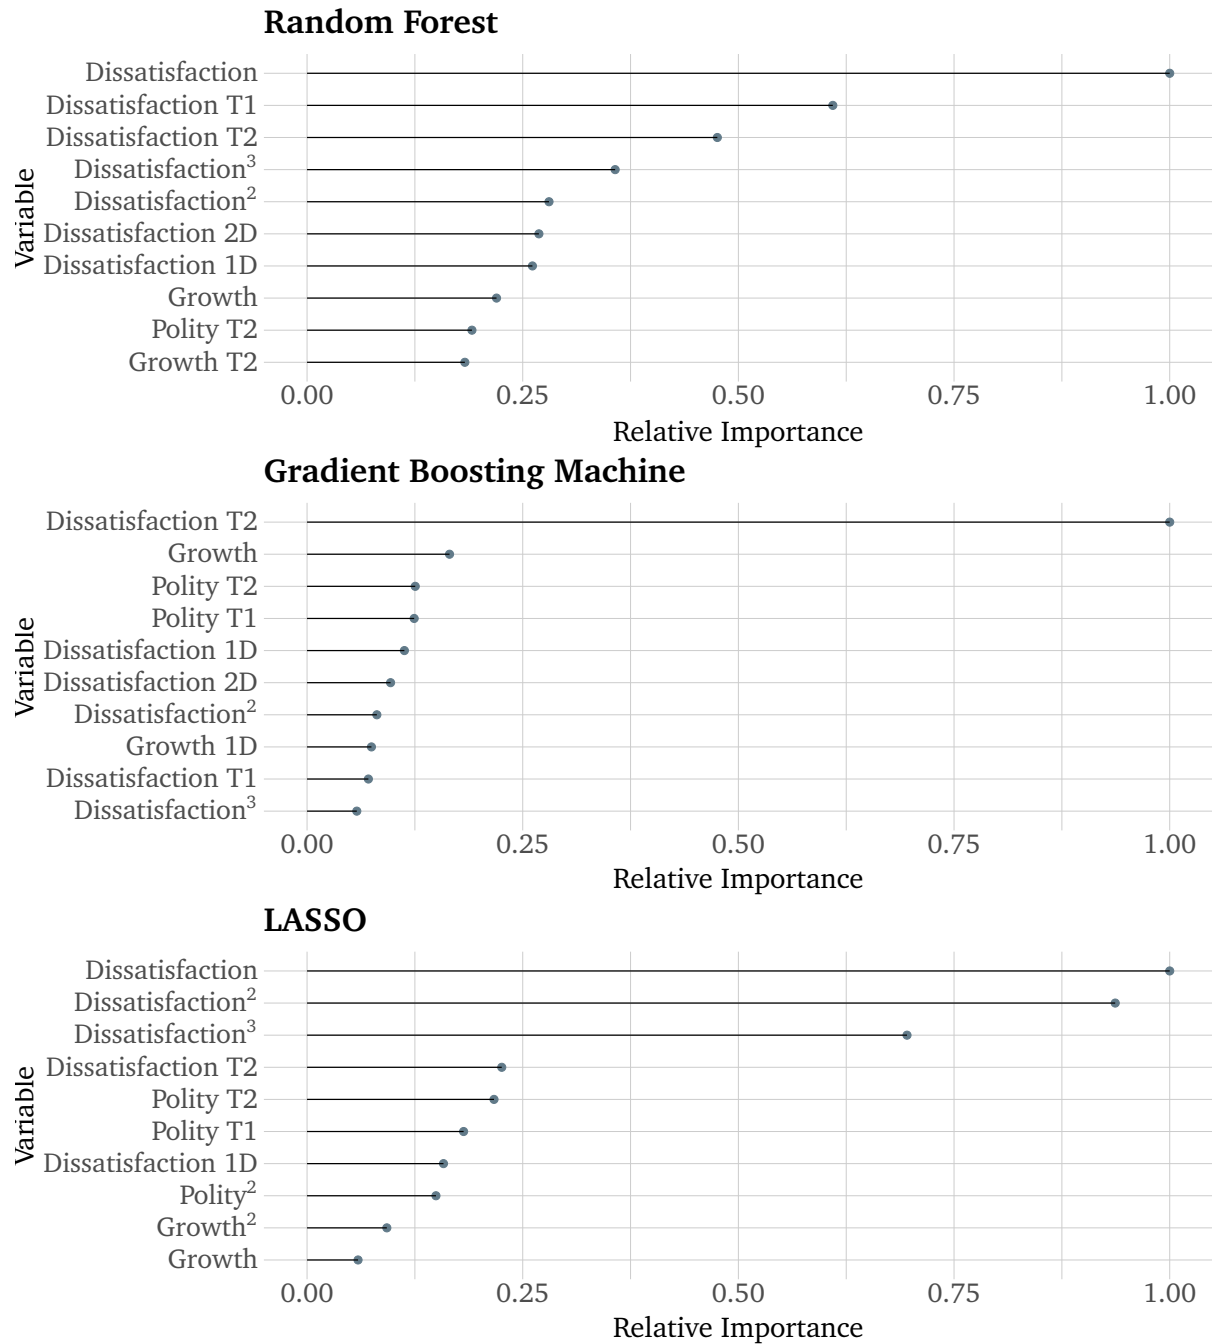 Random Forest
Variable
Dissatisfaction
Dissatisfaction T1
Dissatisfaction T2
Dissatisfaction³
Dissatisfaction²
Dissatisfaction 2D
Dissatisfaction 1D
Growth
Polity T2
Growth T2
0.00 0.25 0.50 0.75 1.00
Relative Importance
Gradient Boosting Machine
Variable
Dissatisfaction T2
Growth
Polity T2
Polity T1
Dissatisfaction 1D
Dissatisfaction 2D
Dissatisfaction²
Growth 1D
Dissatisfaction T1
Dissatisfaction³
0.00 0.25 0.50 0.75 1.00
Relative Importance
LASSO
Variable
Dissatisfaction
Dissatisfaction²
Dissatisfaction³
Dissatisfaction T2
Polity T2
Polity T1
Dissatisfaction 1D
Polity²
Growth²
Growth
0.00 0.25 0.50 0.75 1.00
Relative Importance